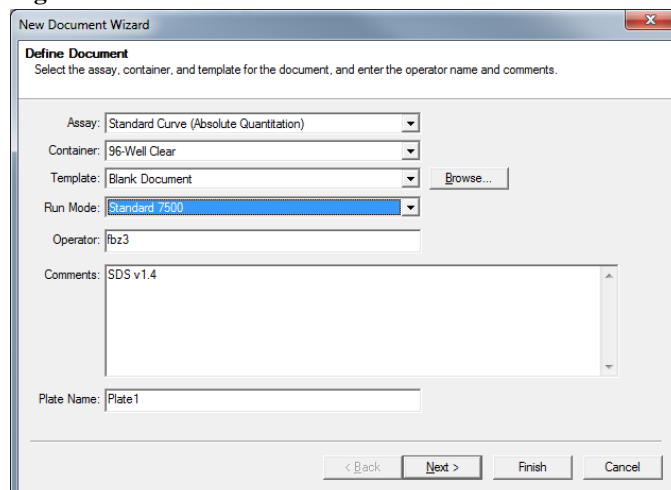 New Document Wizard
Define Document
Select the assay, container, and template for the document, and enter the operator name and comments.
Assay: Standard Curve (Absolute Quantitation)
Container: 96-Well Clear
Template: Blank Document Browse...
Run Mode: Standard 7500
Operator: fbz3
Comments: SDS v1.4
Plate Name: Plate1
< Back Next > Finish Cancel